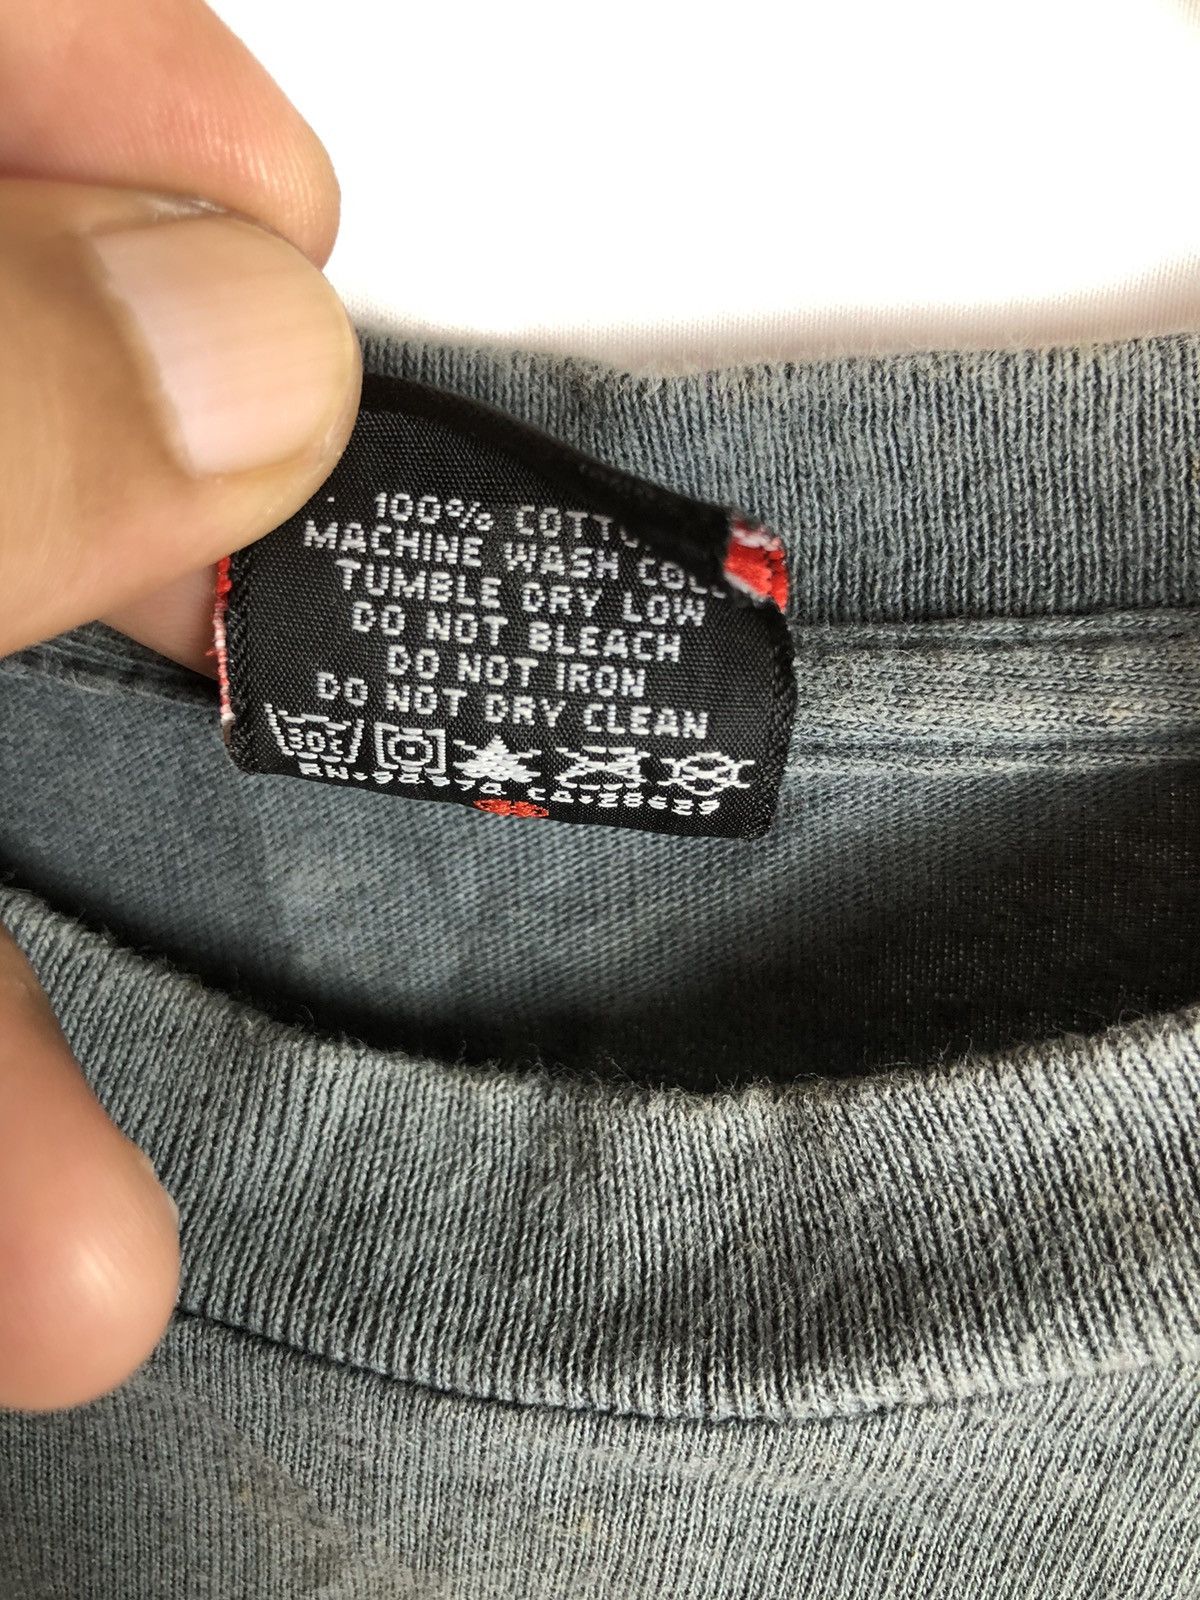 100% COTTO
MACHINE WASH COL
TUMBLE DRY LOW
DO NOT BLEACH
DO NOT IRON
DO NOT DRY CLEAN